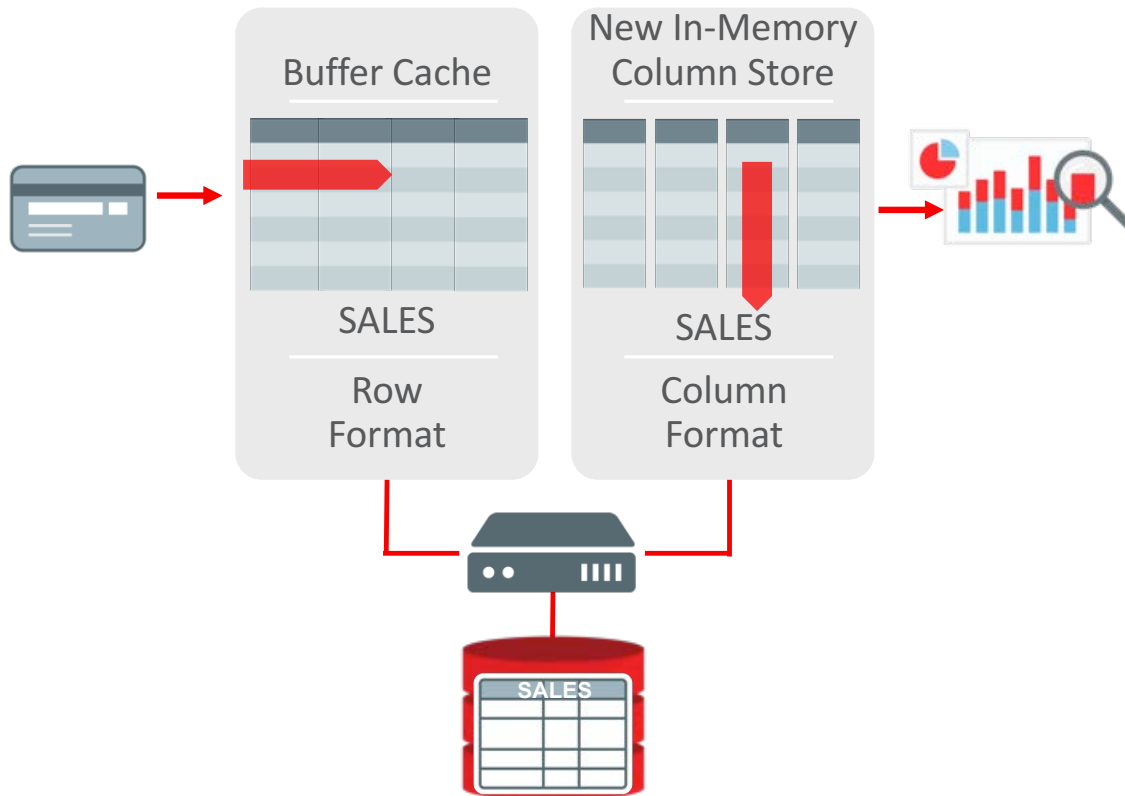 Buffer Cache
SALES
Row
Format
New In-Memory
Column Store
SALES
Column
Format
SALES